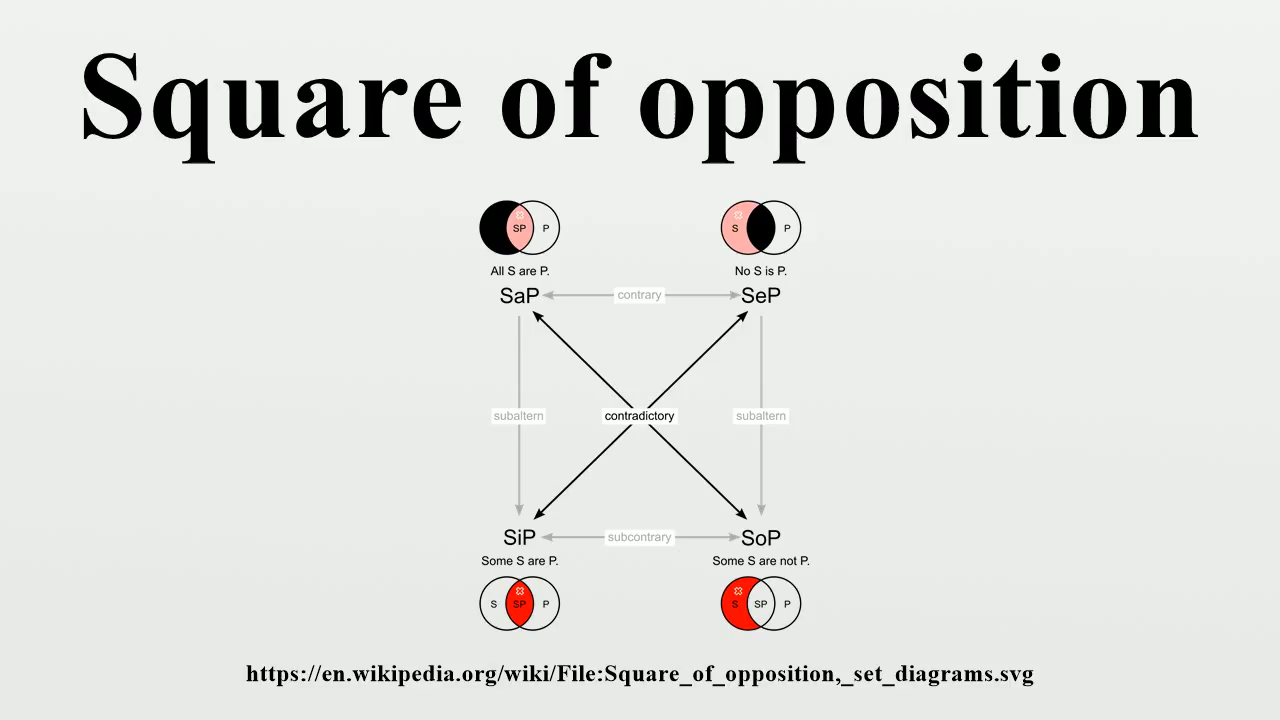 Square of opposition
SP P
S P
All S are P.
No S is P.
SaP contrary SeP
subaltern contradictory subaltern
SiP subcontrary SoP
Some S are P.
Some S are not P.
S SP P
S SP P
https://en.wikipedia.org/wiki/File:Square_of_opposition,_set_diagrams.svg